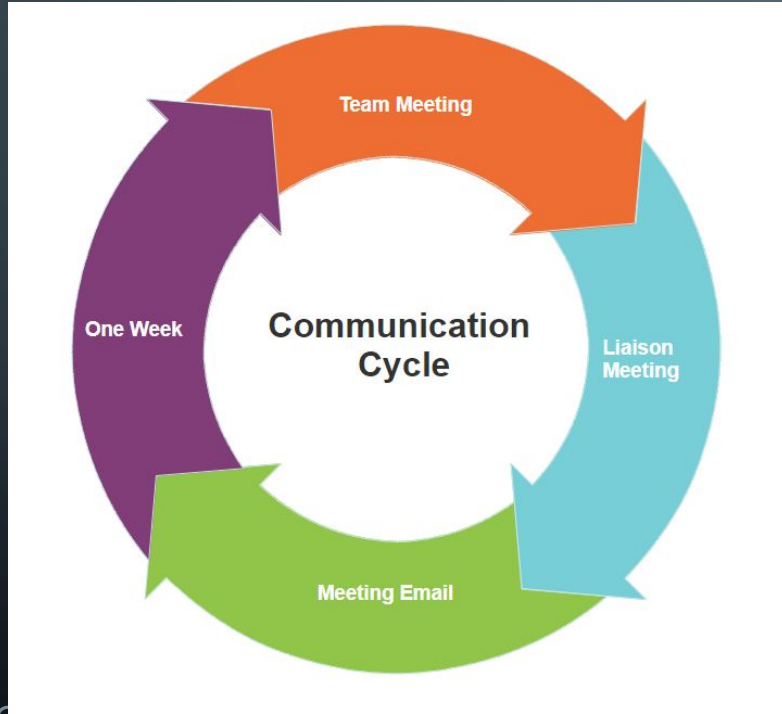 Team Meeting
One Week
Communication
Cycle
Liaison
Meeting
Meeting Email